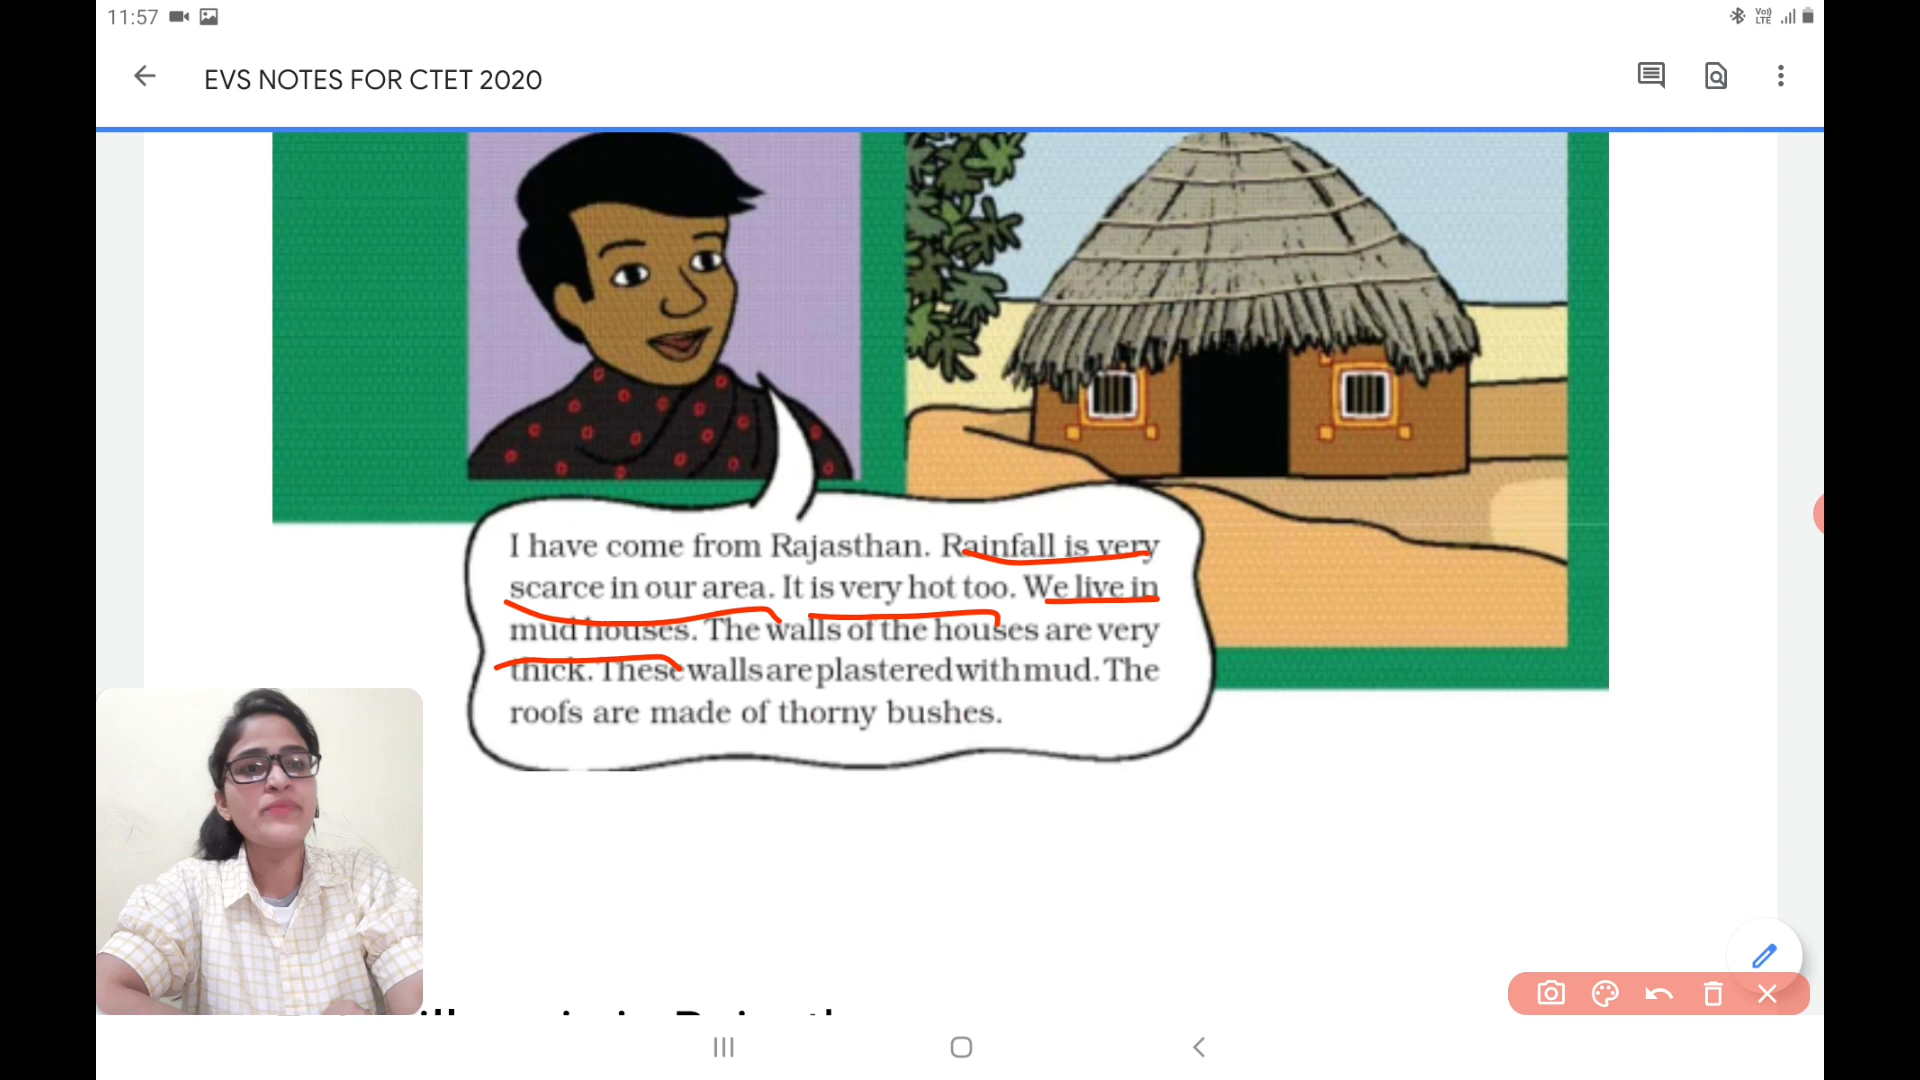 11:57
Vo) LTE
EVS NOTES FOR CTET 2020
I have come from Rajasthan. Rainfall is very
scarce in our area. It is very hot too. We live in
mud houses. The walls of the houses are very
thick. These walls are plastered with mud. The
roofs are made of thorny bushes.